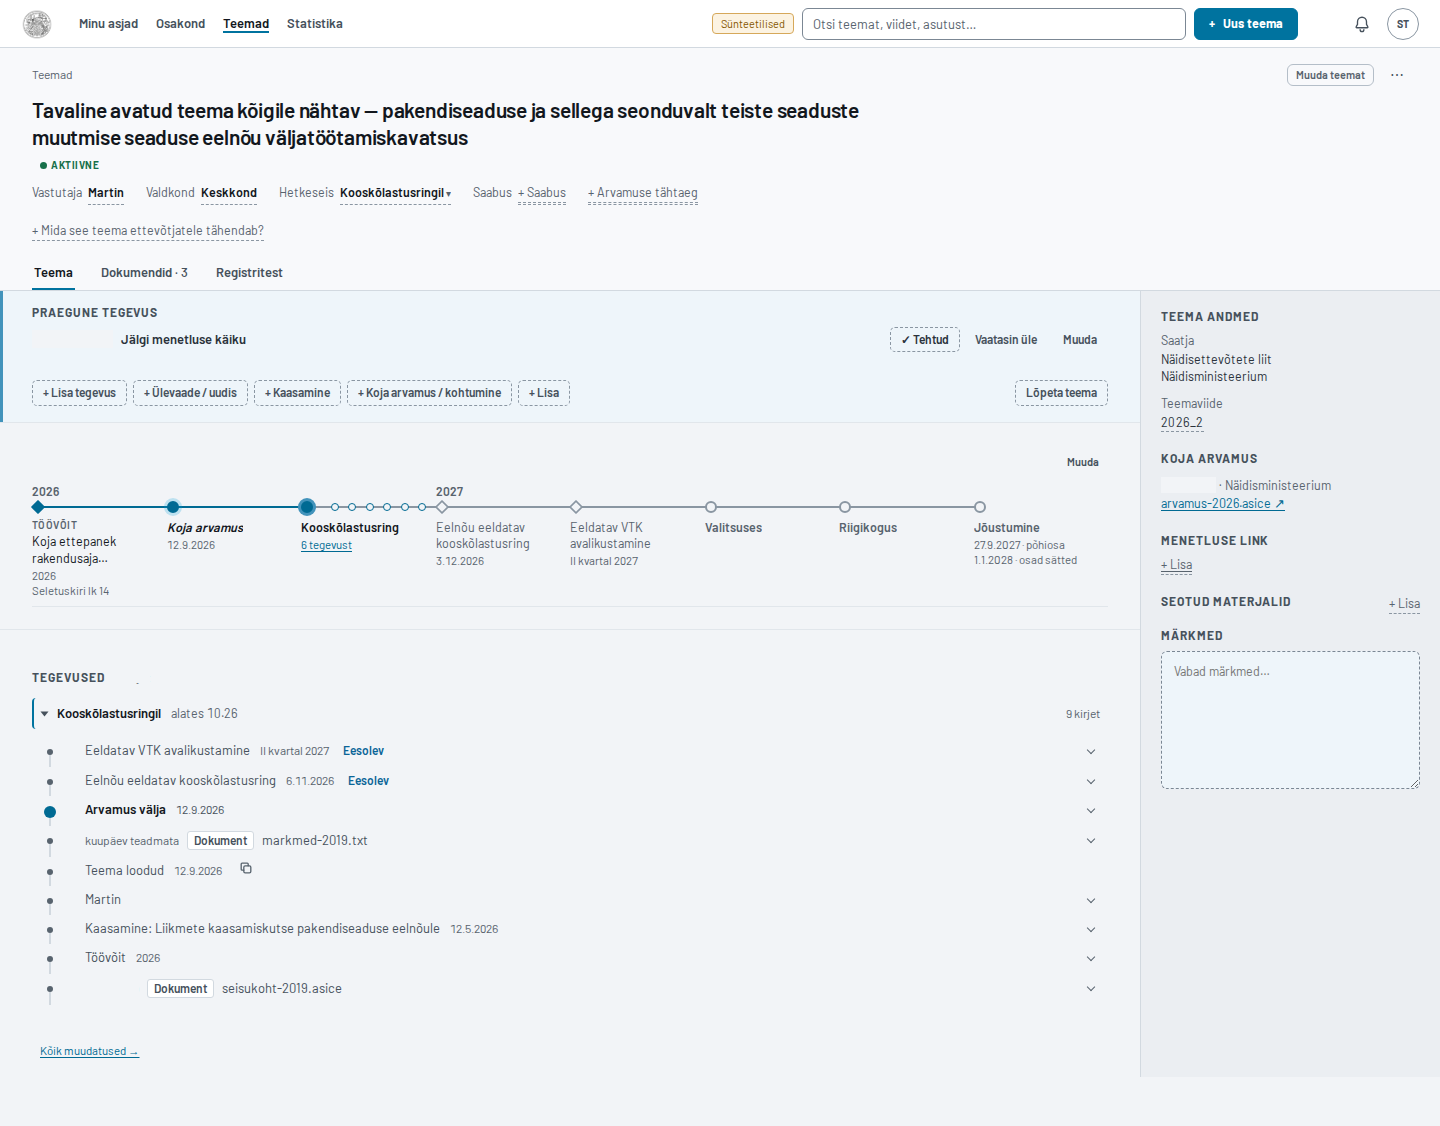 Minu asjad Osakond Teemad Statistika Sünteetilised Otsi teemat, viidet, asutust... + Uus teema ST
Teemad Muuda teemat ...
Tavaline avatud teema kõigile nähtav — pakendiseaduse ja sellega seonduvalt teiste seaduste
muutmise seaduse eelnõu väljatöötamiskavatsus
AKTIIVNE
Vastutaja Martin Valdkond Keskkond Hetkeseis Kooskõlastusringil ▾ Saabus + Saabus + Arvamuse tähtaeg
+ Mida see teema ettevõtjatele tähendab?
Teema Dokumendid · 3 Registritest
PRAEGUNE TEGEVUS
Jälgi menetluse käiku ✓ Tehtud Vaatasin üle Muuda
+ Lisa tegevus + Ülevaade / uudis + Kaasamine + Koja arvamus / kohtumine + Lisa Lõpeta teema
Muuda
2026 2027
TÖÖVÕIT
Koja ettepanek
rakendusaja...
2026
Seletuskiri lk 14
Koja arvamus
12.9.2026
Kooskõlastusring
6 tegevust
Eelnõu eeldatav
kooskõlastusring
3.12.2026
Eeldatav VTK
avalikustamine
II kvartal 2027
Valitsuses
Riigikogus
Jõustumine
27.9.2027 · põhiosa
1.1.2028 · osad sätted
TEGEVUSED
Kooskõlastusringil alates 10.26 9 kirjet
Eeldatav VTK avalikustamine II kvartal 2027 Eesolev
Eelnõu eeldatav kooskõlastusring 6.11.2026 Eesolev
Arvamus välja 12.9.2026
kuupäev teadmata Dokument markmed-2019.txt
Teema loodud 12.9.2026
Martin
Kaasamine: Liikmete kaasamiskutse pakendiseaduse eelnõule 12.5.2026
Töövõit 2026
Dokument seisukoht-2019.asice
Kõik muudatused →
TEEMA ANDMED
Saatja
Näidisettevõtete liit
Näidisministeerium
Teemaviide
2026_2
KOJA ARVAMUS
· Näidisministeerium
arvamus-2026.asice ↗
MENETLUSE LINK
+ Lisa
SEOTUD MATERJALID + Lisa
MÄRKMED
Vabad märkmed...